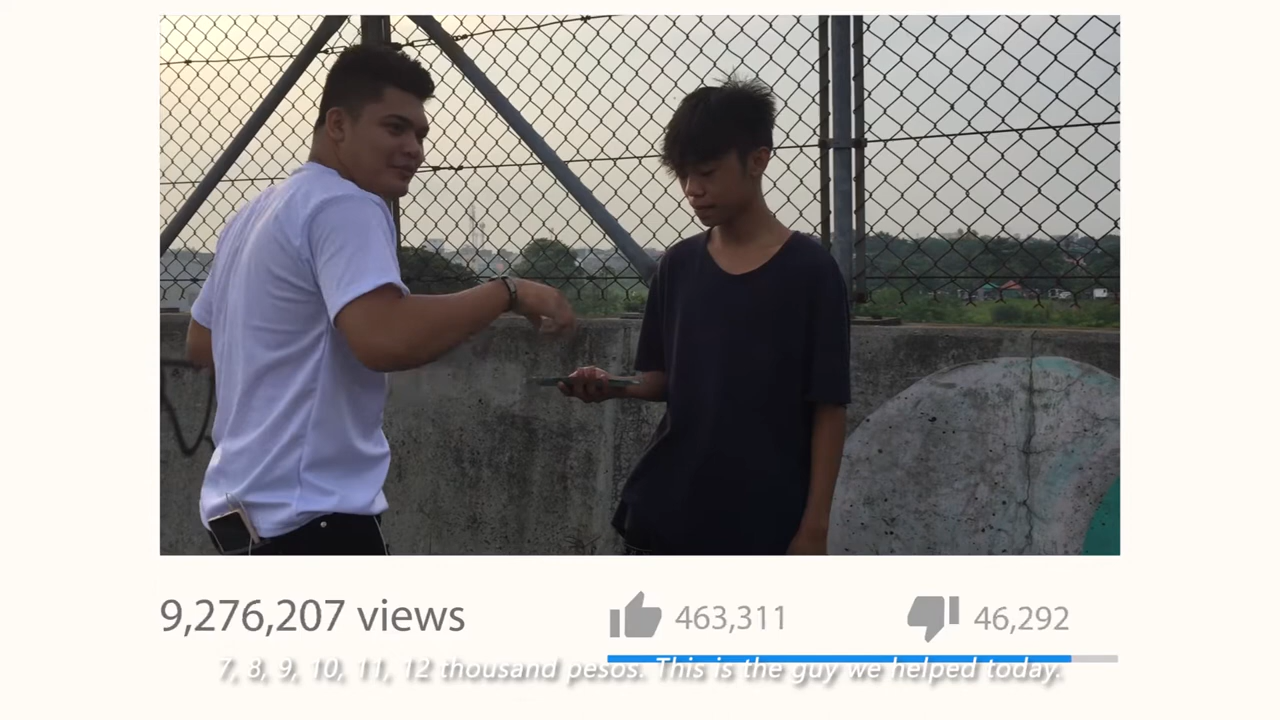 9,276,207 views
463,311
46,292
7, 8, 9, 10, 11, 12 thousand pesos. This is the guy we helped today.